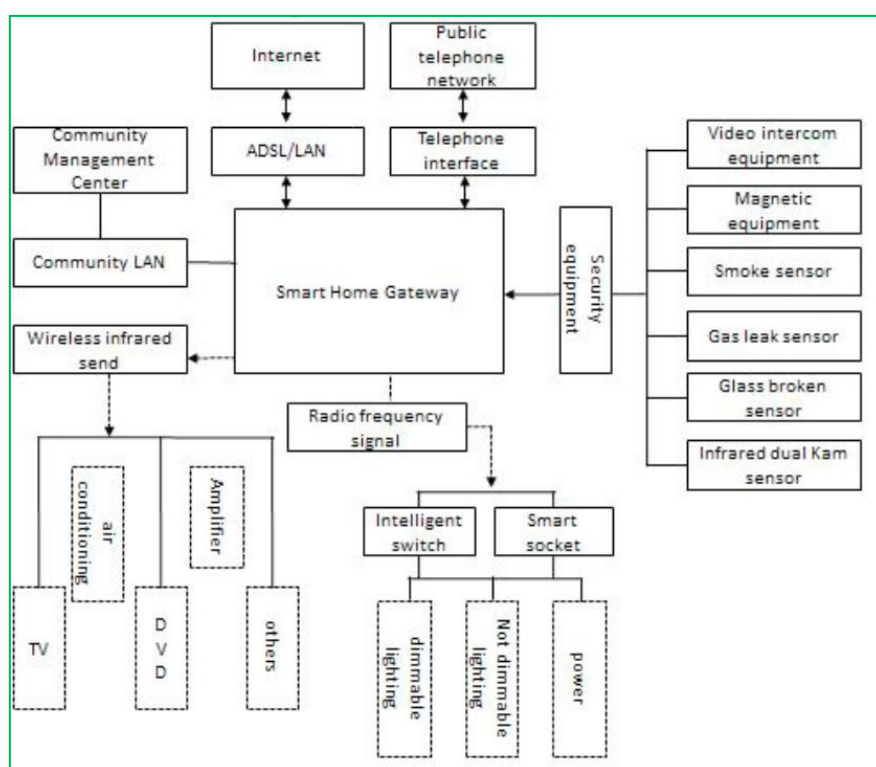 Internet
Public
telephone
network
Community
Management
Center
ADSL/LAN
Telephone
interface
Video intercom
equipment
Magnetic
equipment
Community LAN
Smart Home Gateway
Security
equipment
Smoke sensor
Wireless infrared
send
Gas leak sensor
Glass broken
sensor
Radio frequency
signal
Infrared dual Kam
sensor
air
conditioning
Amplifier
Intelligent
switch
Smart
socket
TV
D
V
D
others
dimmable
lighting
Not dimmable
lighting
power